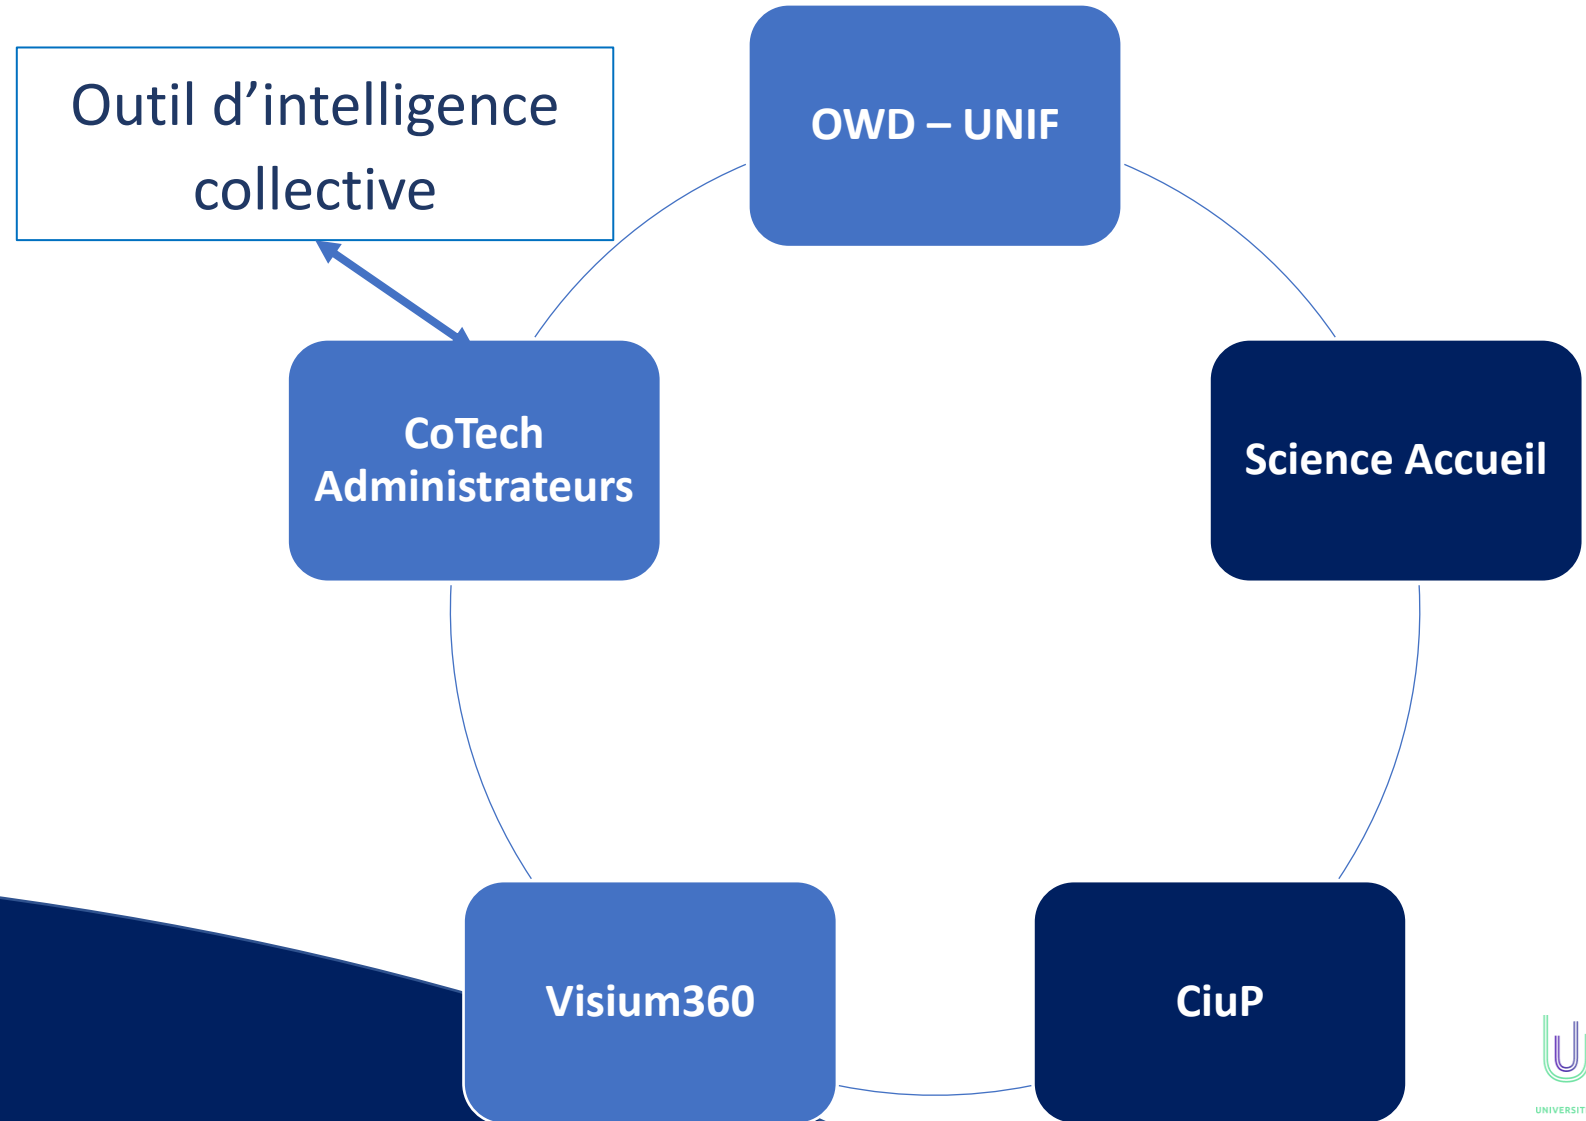 Outil d’intelligence
collective
OWD – UNIF
CoTech
Administrateurs
Science Accueil
Visium360
CiuP